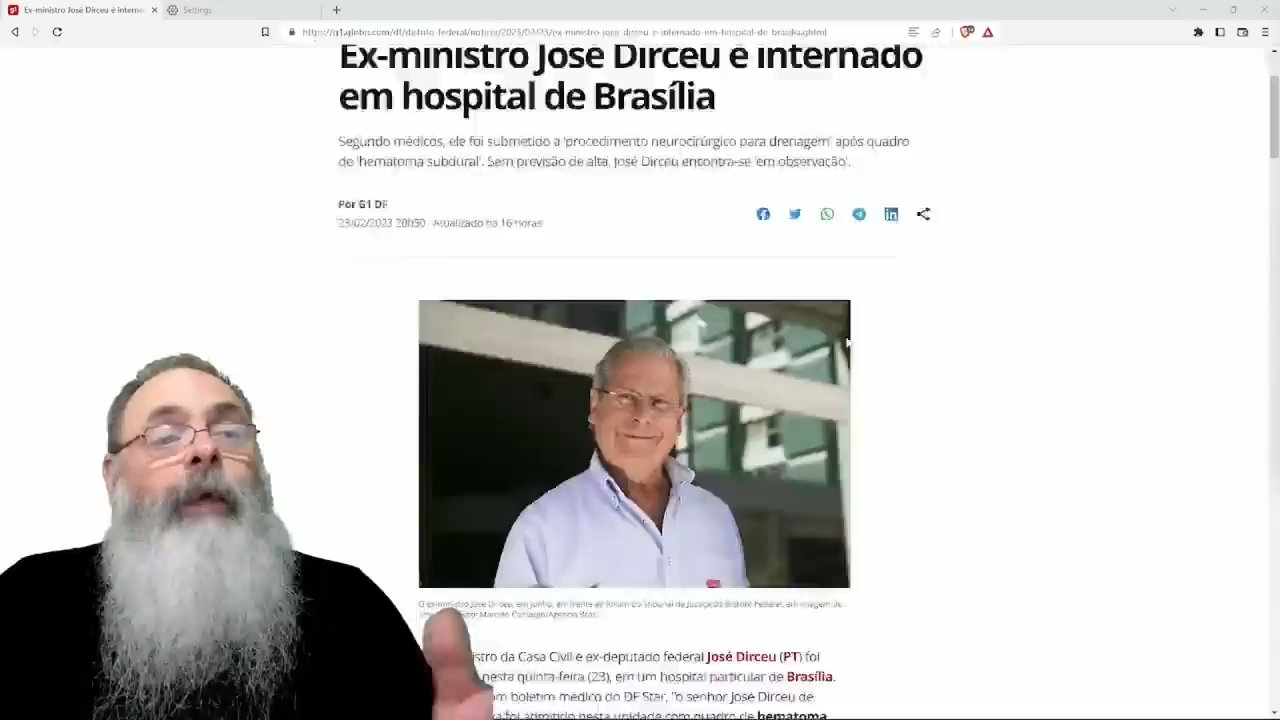 Ex-ministro José Dirceu é interna
Settings
https://g1.globo.com/df/distrito-federal/noticia/2023/02/23/ex-ministro-jose-dirceu-e-internado-em-hospital-de-brasilia.ghtml
Ex-ministro José Dirceu é internado
em hospital de Brasília
Segundo médicos, ele foi submetido a 'procedimento neurocirúrgico para drenagem' após quadro
de 'hematoma subdural'. Sem previsão de alta, José Dirceu encontra-se 'em observação'.
Por G1 DF
23/02/2023 20h50 Atualizado há 16 horas
O ex-ministro José Dirceu, em junho, em frente ao Fórum do Tribunal de Justiça do Distrito Federal, em imagem de
Marcelo Camargo/Agência Brasil
istro da Casa Civil e ex-deputado federal José Dirceu (PT) foi
nesta quinta-feira (23), em um hospital particular de Brasília.
m boletim médico do DF Star, "o senhor José Dirceu de
a foi admitido nesta unidade com quadro de hematoma